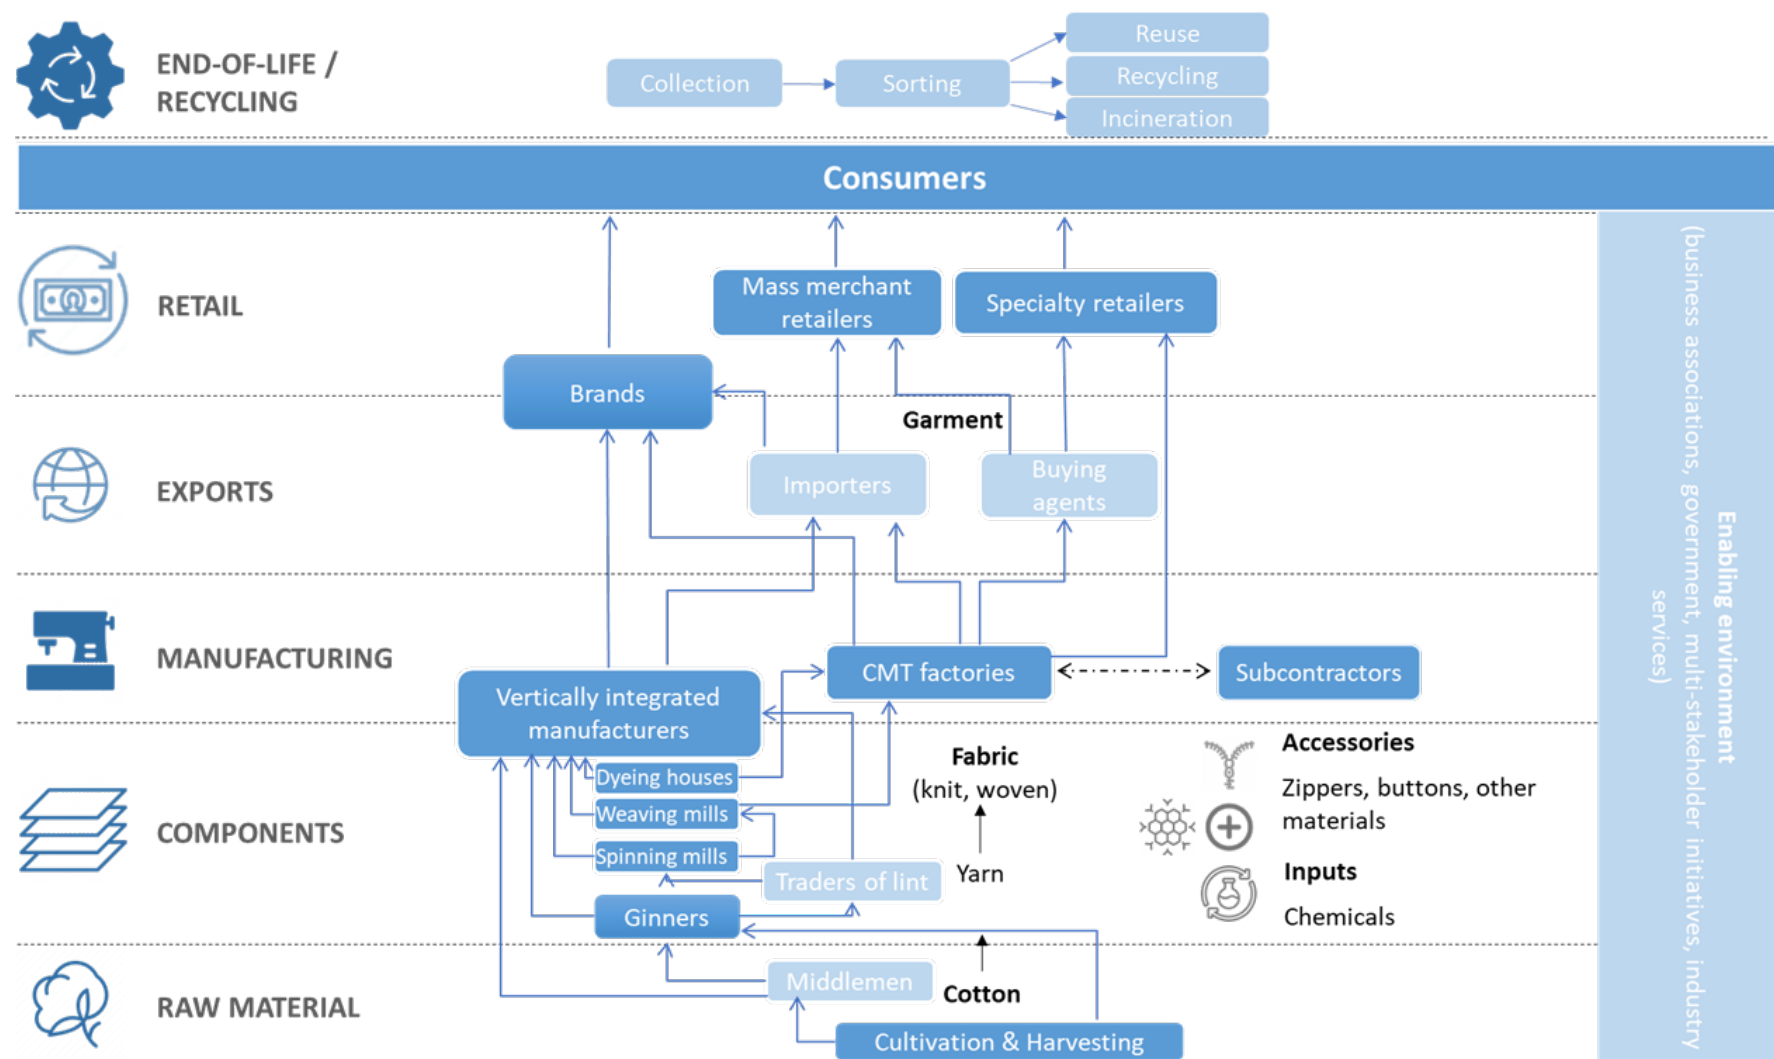 END-OF-LIFE /
RECYCLING
Collection
Sorting
Reuse
Recycling
Incineration
Consumers
RETAIL
Mass merchant
retailers
Specialty retailers
Brands
Garment
EXPORTS
Importers
Buying
agents
MANUFACTURING
CMT factories
Subcontractors
Vertically integrated
manufacturers
COMPONENTS
Dyeing houses
Weaving mills
Spinning mills
Traders of lint
Ginners
Fabric
(knit, woven)
Yarn
Accessories
Zippers, buttons, other
materials
Inputs
Chemicals
RAW MATERIAL
Middlemen
Cotton
Cultivation & Harvesting
Enabling environment
(business associations, government, multi-stakeholder initiatives, industry
services)